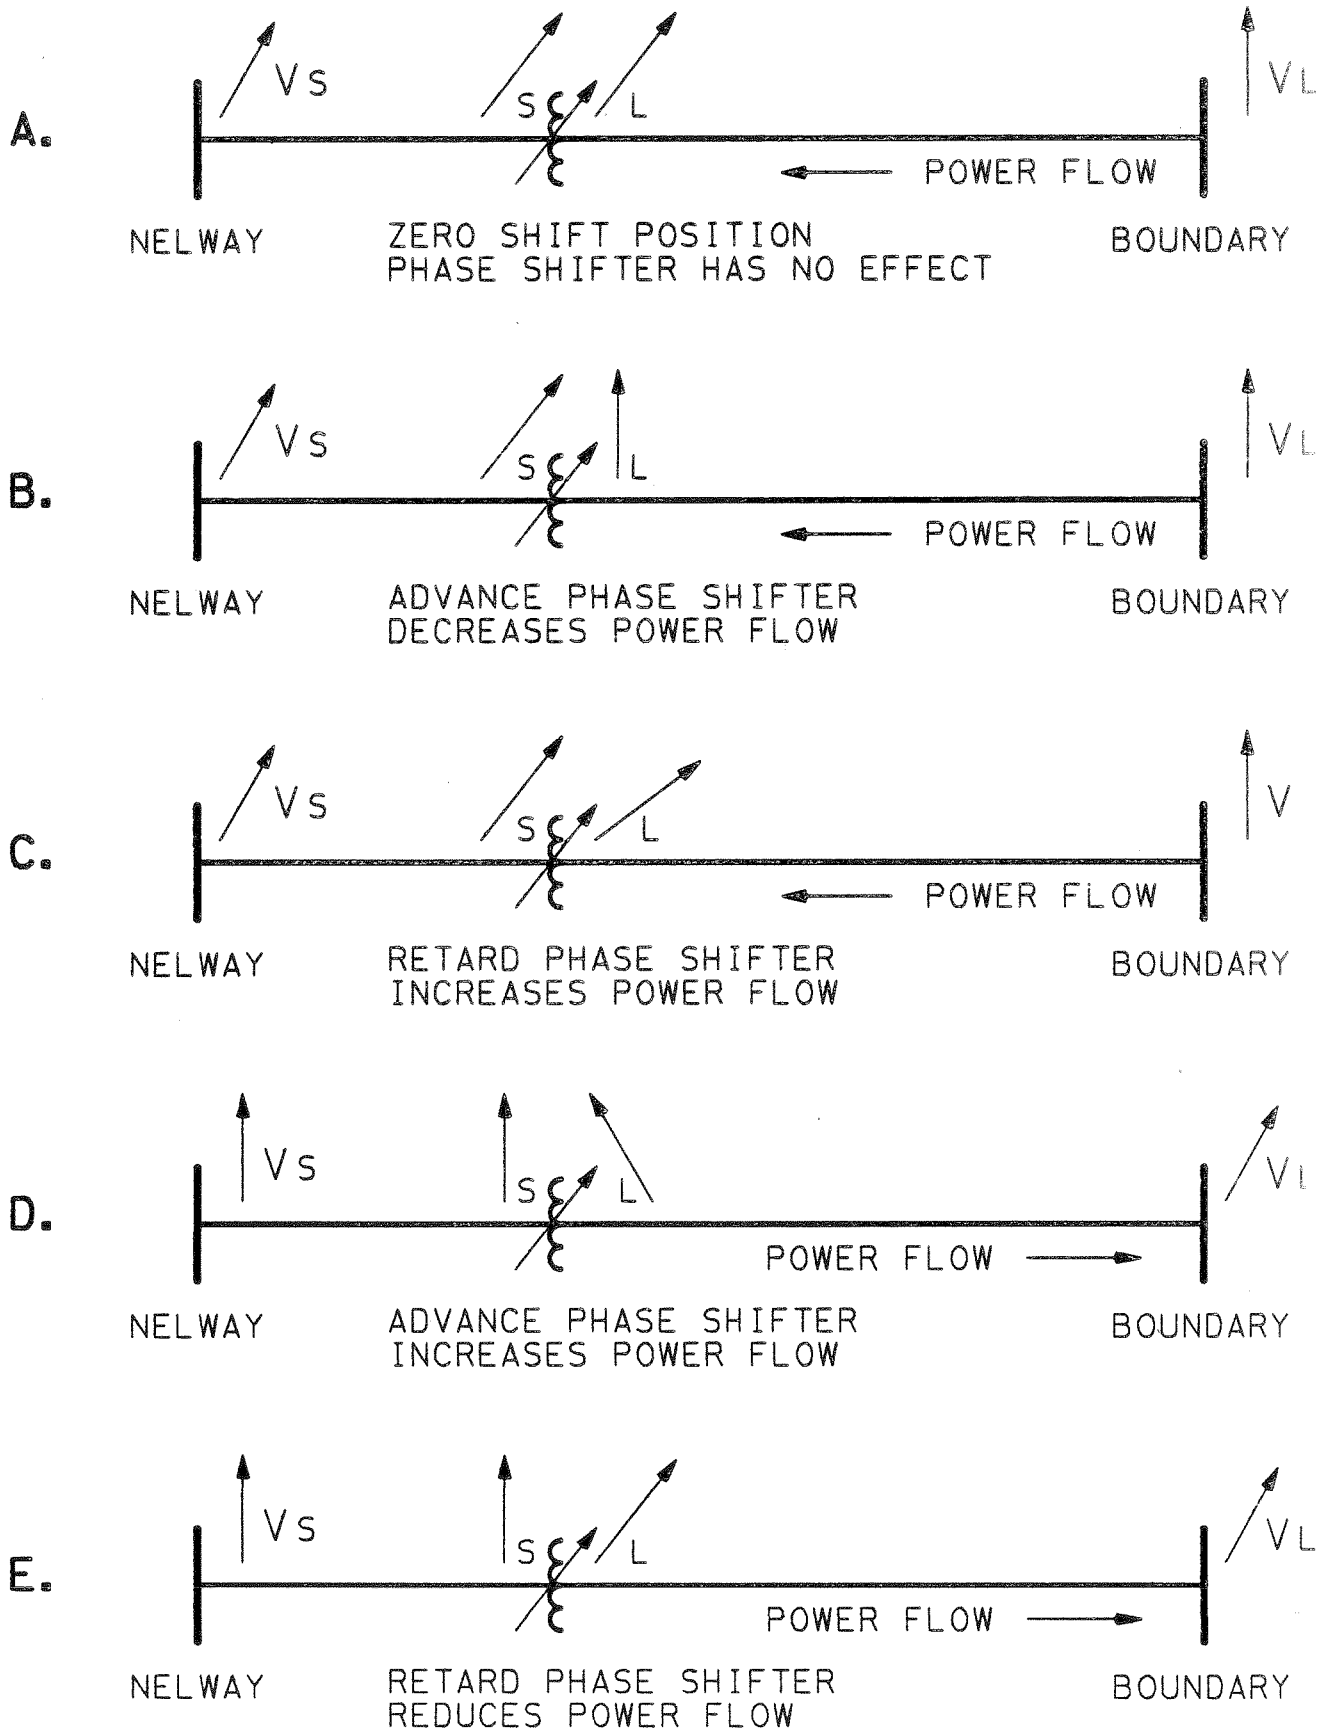 A.
VS
S
L
VL
POWER FLOW
NELWAY
ZERO SHIFT POSITION
PHASE SHIFTER HAS NO EFFECT
BOUNDARY
B.
VS
S
L
VL
POWER FLOW
NELWAY
ADVANCE PHASE SHIFTER
DECREASES POWER FLOW
BOUNDARY
C.
VS
S
L
V
POWER FLOW
NELWAY
RETARD PHASE SHIFTER
INCREASES POWER FLOW
BOUNDARY
D.
VS
S
L
VL
POWER FLOW
NELWAY
ADVANCE PHASE SHIFTER
INCREASES POWER FLOW
BOUNDARY
E.
VS
S
L
VL
POWER FLOW
NELWAY
RETARD PHASE SHIFTER
REDUCES POWER FLOW
BOUNDARY